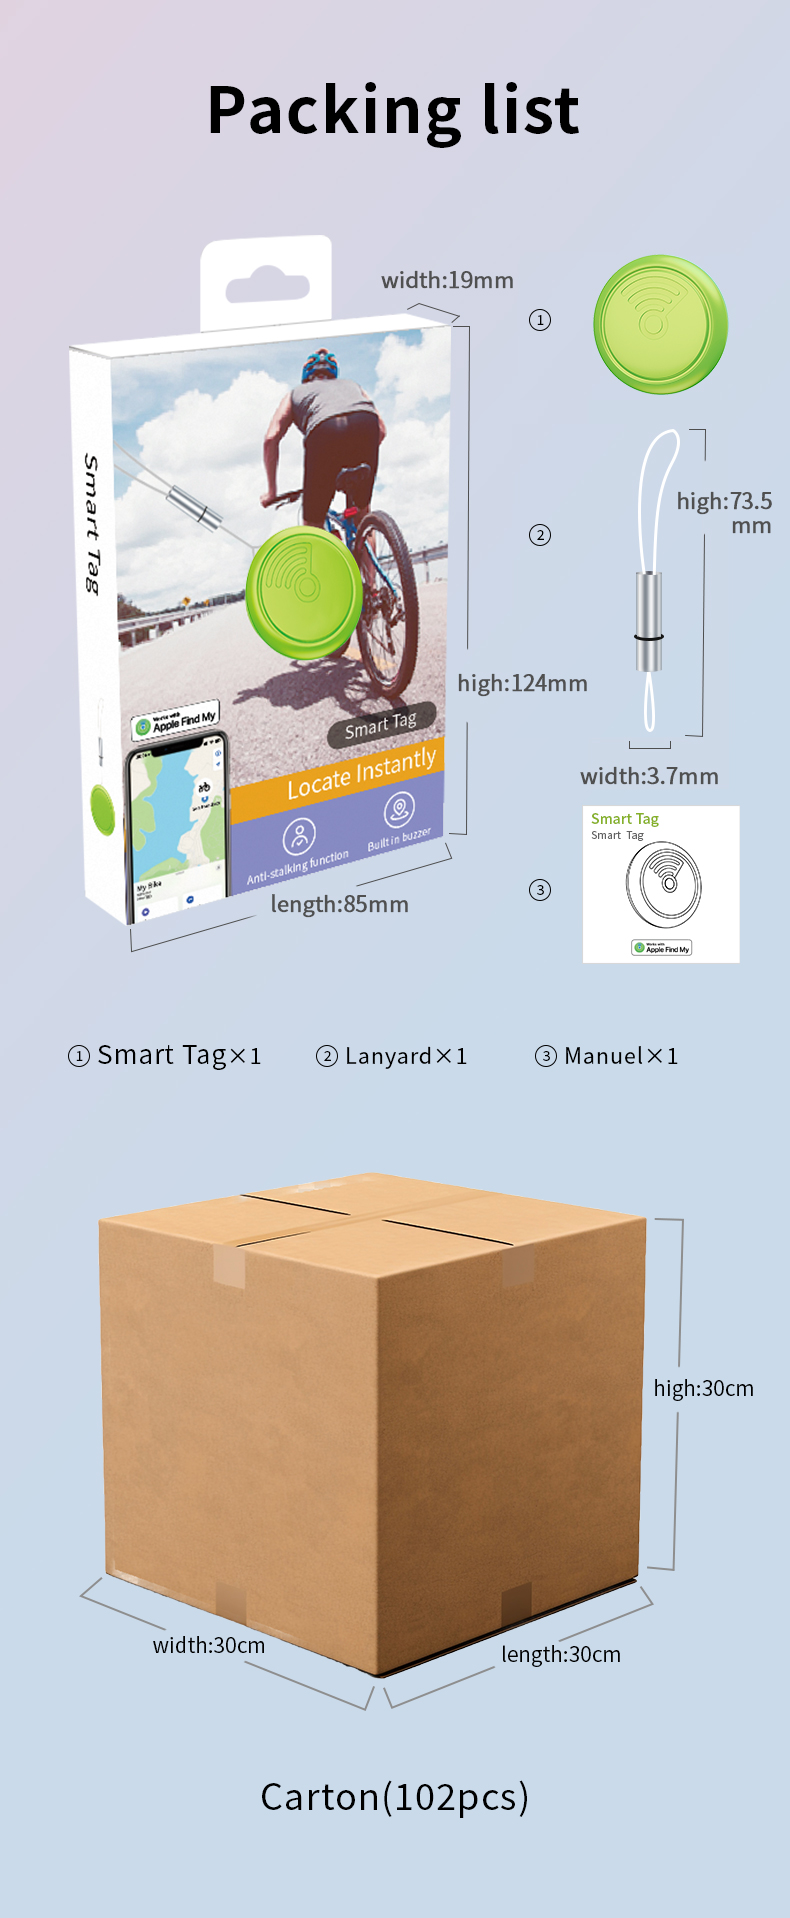 Packing list
width:19mm
①
Smart Tag
high:73.5
mm
②
high:124mm
Works with
Apple Find My
Smart Tag
Locate Instantly
Anti-stalking function
Built in buzzer
My Bike
length:85mm
width:3.7mm
③
Smart Tag
Smart Tag
Works with
Apple Find My
① Smart Tag×1
② Lanyard×1
③ Manuel×1
high:30cm
width:30cm
length:30cm
Carton(102pcs)